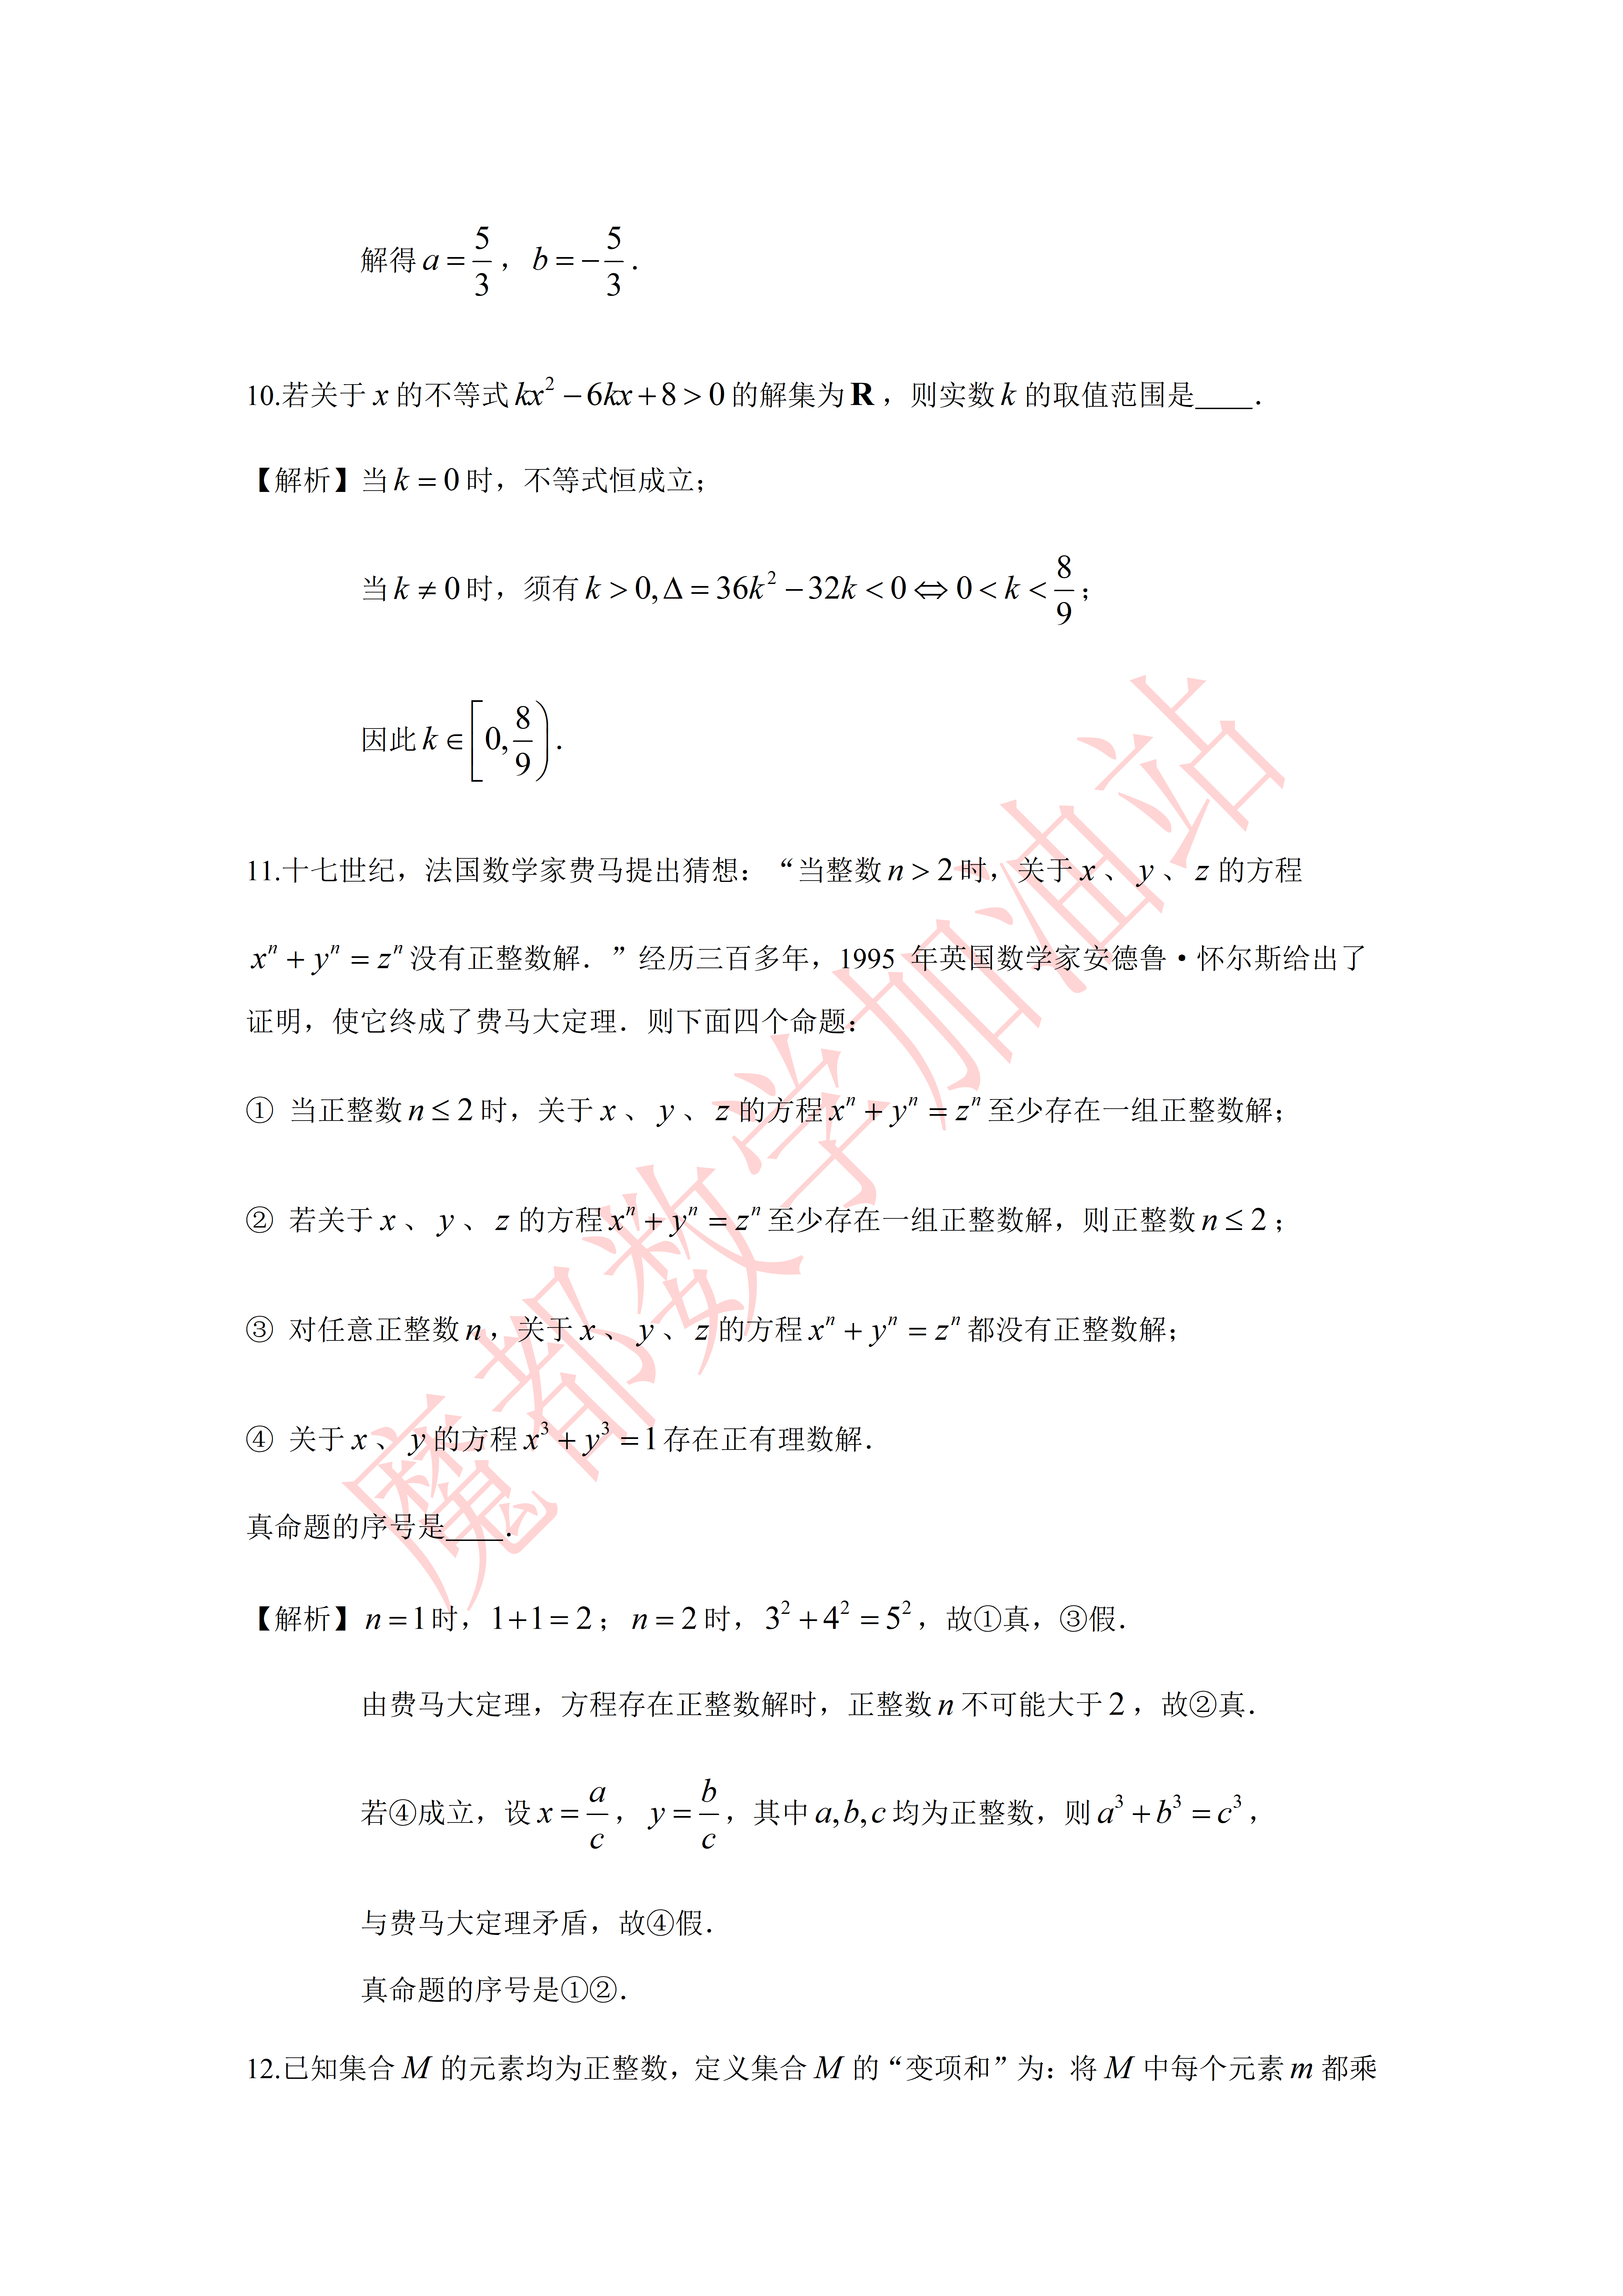 解得 a = 5/3 , b = −5/3 .
10.若关于 x 的不等式 kx² − 6kx + 8 > 0 的解集为 R ，则实数 k 的取值范围是____．
【解析】当 k = 0 时，不等式恒成立；
当 k ≠ 0 时，须有 k > 0, Δ = 36k² − 32k < 0 ⇔ 0 < k < 8/9 ；
因此 k ∈ [0, 8/9) .
11.十七世纪，法国数学家费马提出猜想：“当整数 n > 2 时，关于 x 、 y 、 z 的方程
xⁿ + yⁿ = zⁿ 没有正整数解．”经历三百多年，1995 年英国数学家安德鲁·怀尔斯给出了
证明，使它终成了费马大定理．则下面四个命题：
① 当正整数 n ≤ 2 时，关于 x 、 y 、 z 的方程 xⁿ + yⁿ = zⁿ 至少存在一组正整数解；
② 若关于 x 、 y 、 z 的方程 xⁿ + yⁿ = zⁿ 至少存在一组正整数解，则正整数 n ≤ 2 ；
③ 对任意正整数 n ，关于 x 、 y 、 z 的方程 xⁿ + yⁿ = zⁿ 都没有正整数解；
④ 关于 x 、 y 的方程 x³ + y³ = 1 存在正有理数解．
真命题的序号是____．
【解析】 n = 1 时，1+1 = 2 ； n = 2 时， 3² + 4² = 5² ，故①真，③假．
由费马大定理，方程存在正整数解时，正整数 n 不可能大于 2 ，故②真．
若④成立，设 x = a/c ， y = b/c ，其中 a,b,c 均为正整数，则 a³ + b³ = c³ ，
与费马大定理矛盾，故④假．
真命题的序号是①②．
12.已知集合 M 的元素均为正整数，定义集合 M 的“变项和”为：将 M 中每个元素 m 都乘
魔都数学加油站